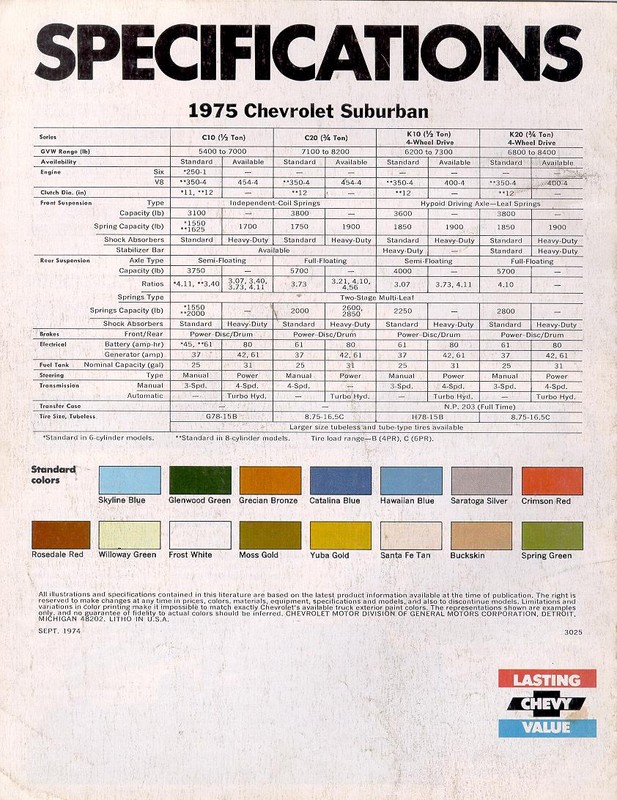 SPECIFICATIONS
1975 Chevrolet Suburban
Series C10 (½ Ton) C20 (¾ Ton) K10 (½ Ton) 4-Wheel Drive K20 (¾ Ton) 4-Wheel Drive
GVW Range (lb) 5400 to 7000 7100 to 8200 6200 to 7300 6800 to 8400
Availability Standard Available Standard Available Standard Available Standard Available
Engine Six *250-1 — — — — — — —
V8 **350-4 454-4 **350-4 454-4 **350-4 400-4 **350-4 400-4
Clutch Dia. (in) *11, **12 — **12 — **12 — **12 —
Front Suspension Type Independent-Coil Springs Hypoid Driving Axle—Leaf Springs
Capacity (lb) 3100 3800 3600 3800
Spring Capacity (lb) *1550 **1625 1700 1750 1900 1850 1900 1850 1900
Shock Absorbers Standard Heavy-Duty Standard Heavy-Duty Standard Heavy-Duty Standard Heavy-Duty
Stabilizer Bar Available Heavy-Duty — Heavy-Duty —
Rear Suspension Axle Type Semi-Floating Full-Floating Semi-Floating Full-Floating
Capacity (lb) 3750 — 5700 — 4000 — 5700 —
Ratios *4.11, **3.40 3.07, 3.40, 3.73, 4.11 3.73 3.21, 4.10, 4.56 3.07 3.73, 4.11 4.10 —
Springs Type Two-Stage Multi-Leaf
Springs Capacity (lb) *1550 **2000 — 2000 2600, 2850 2250 — 2800 —
Shock Absorbers Standard Heavy-Duty Standard Heavy-Duty Standard Heavy-Duty Standard Heavy-Duty
Brakes Front/Rear Power-Disc/Drum Power-Disc/Drum Power-Disc/Drum Power-Disc/Drum
Electrical Battery (amp-hr) *45, **61 80 61 80 61 80 61 80
Generator (amp) 37 42, 61 37 42, 61 37 42, 61 37 42, 61
Fuel Tank Nominal Capacity (gal) 25 31 25 31 25 31 25 31
Steering Type Manual Power Manual Power Manual Power Manual Power
Transmission Manual 3-Spd. 4-Spd. 4-Spd. — 3-Spd. 4-Spd. 4-Spd. —
Automatic — Turbo Hyd. — Turbo Hyd. — Turbo Hyd. — Turbo Hyd.
Transfer Case — — N.P. 203 (Full Time)
Tire Size, Tubeless G78-15B 8.75-16.5C H78-15B 8.75-16.5C
Larger size tubeless and tube-type tires available
*Standard in 6-cylinder models. **Standard in 8-cylinder models. Tire load range—B (4PR), C (6PR).
Standard colors
Skyline Blue Glenwood Green Grecian Bronze Catalina Blue Hawaiian Blue Saratoga Silver Crimson Red
Rosedale Red Willoway Green Frost White Moss Gold Yuba Gold Santa Fe Tan Buckskin Spring Green
All illustrations and specifications contained in this literature are based on the latest product information available at the time of publication. The right is
reserved to make changes at any time in prices, colors, materials, equipment, specifications and models, and also to discontinue models. Limitations and
variations in color printing make it impossible to match exactly Chevrolet's available truck exterior paint colors. The representations shown are examples
only, and no guarantee of fidelity to actual colors should be inferred. CHEVROLET MOTOR DIVISION OF GENERAL MOTORS CORPORATION, DETROIT,
MICHIGAN 48202. LITHO IN U.S.A.
SEPT. 1974 3025
LASTING
CHEVY
VALUE